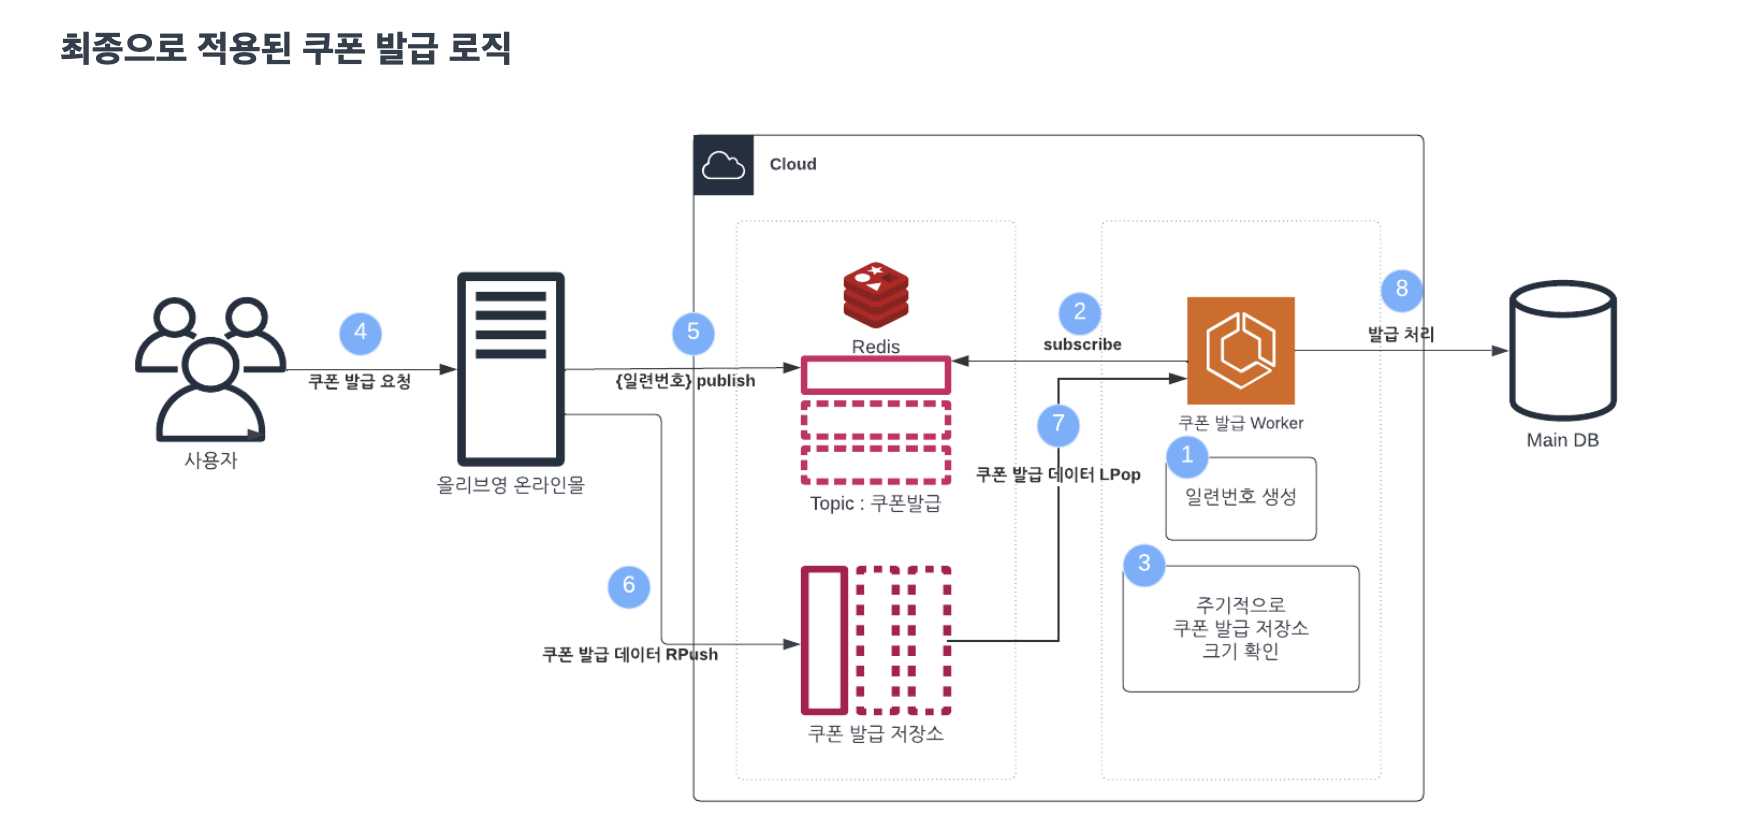 최종으로 적용된 쿠폰 발급 로직
Cloud
4
쿠폰 발급 요청
사용자
올리브영 온라인몰
5
{일련번호} publish
Redis
Topic : 쿠폰발급
2
subscribe
쿠폰 발급 Worker
8
발급 처리
Main DB
7
쿠폰 발급 데이터 LPop
1
일련번호 생성
3
주기적으로
쿠폰 발급 저장소
크기 확인
6
쿠폰 발급 데이터 RPush
쿠폰 발급 저장소